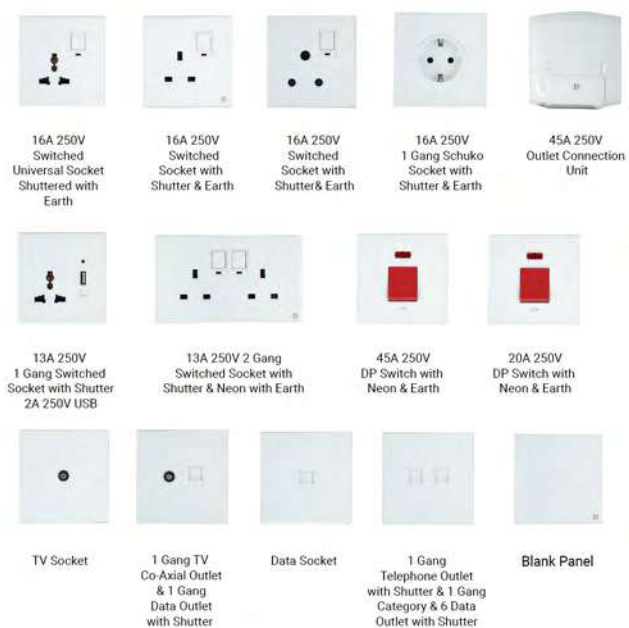 16A 250V
Switched
Universal Socket
Shuttered with
Earth
16A 250V
Switched
Socket with
Shutter & Earth
16A 250V
Switched
Socket with
Shutter& Earth
16A 250V
1 Gang Schuko
Socket with
Shutter & Earth
45A 250V
Outlet Connection
Unit
13A 250V
1 Gang Switched
Socket with Shutter
2A 250V USB
13A 250V 2 Gang
Switched Socket with
Shutter & Neon with Earth
45A 250V
DP Switch with
Neon & Earth
20A 250V
DP Switch with
Neon & Earth
TV Socket
1 Gang TV
Co-Axial Outlet
& 1 Gang
Data Outlet
with Shutter
Data Socket
1 Gang
Telephone Outlet
with Shutter & 1 Gang
Category & 6 Data
Outlet with Shutter
Blank Panel